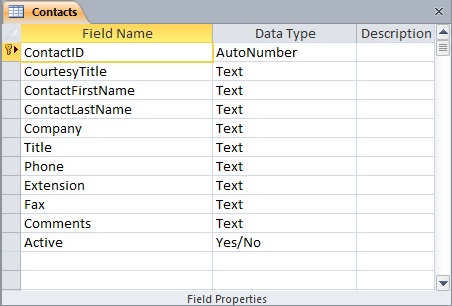 Contacts
Field Name Data Type Description
ContactID AutoNumber
CourtesyTitle Text
ContactFirstName Text
ContactLastName Text
Company Text
Title Text
Phone Text
Extension Text
Fax Text
Comments Text
Active Yes/No
Field Properties